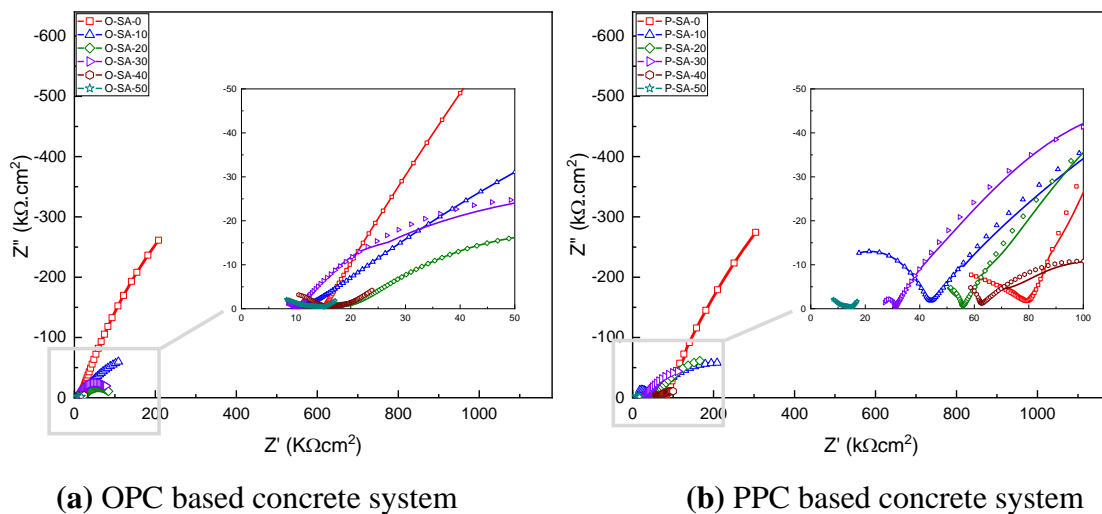 O-SA-0
O-SA-10
O-SA-20
O-SA-30
O-SA-40
O-SA-50
-600
-500
-400
-300
-200
-100
0
Z'' (kΩ.cm²)
-50
-40
-30
-20
-10
0
0 10 20 30 40 50
0 200 400 600 800 1000
Z' (KΩcm²)
(a) OPC based concrete system
P-SA-0
P-SA-10
P-SA-20
P-SA-30
P-SA-40
P-SA-50
-600
-500
-400
-300
-200
-100
0
Z'' (kΩ.cm²)
-50
-40
-30
-20
-10
0
0 20 40 60 80 100
0 200 400 600 800 1000
Z' (kΩcm²)
(b) PPC based concrete system